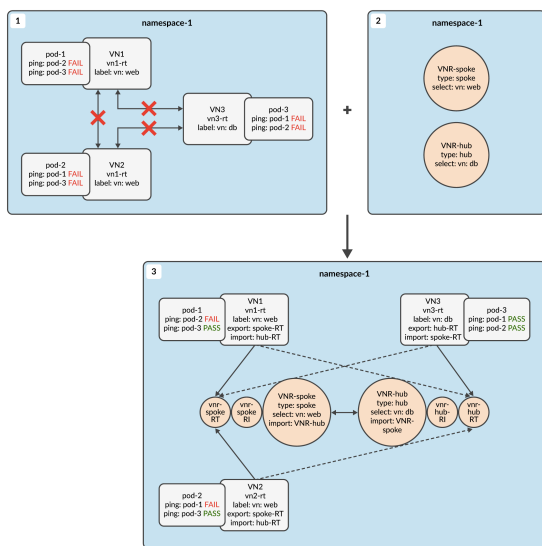 1
namespace-1
pod-1
ping: pod-2 FAIL
ping: pod-3 FAIL
VN1
vn1-rt
label: vn: web
VN3
vn3-rt
label: vn: db
pod-3
ping: pod-1 FAIL
ping: pod-2 FAIL
pod-2
ping: pod-1 FAIL
ping: pod-3 FAIL
VN2
vn1-rt
label: vn: web
+
2
namespace-1
VNR-spoke
type: spoke
select: vn: web
VNR-hub
type: hub
select: vn: db
3
namespace-1
pod-1
ping: pod-2 FAIL
ping: pod-3 PASS
VN1
vn1-rt
label: vn: web
export: spoke-RT
import: hub-RT
VN3
vn3-rt
label: vn: db
export: hub-RT
import: spoke-RT
pod-3
ping: pod-1 PASS
ping: pod-2 PASS
vnr-
spoke
RT
vnr-
spoke
RI
VNR-spoke
type: spoke
select: vn: web
import: VNR-hub
VNR-hub
type: hub
select: vn: db
import: VNR-
spoke
vnr-
hub-
RI
vnr-
hub
RT
pod-2
ping: pod-1 FAIL
ping: pod-3 PASS
VN2
vn2-rt
label: vn: web
export: spoke-RT
import: hub-RT